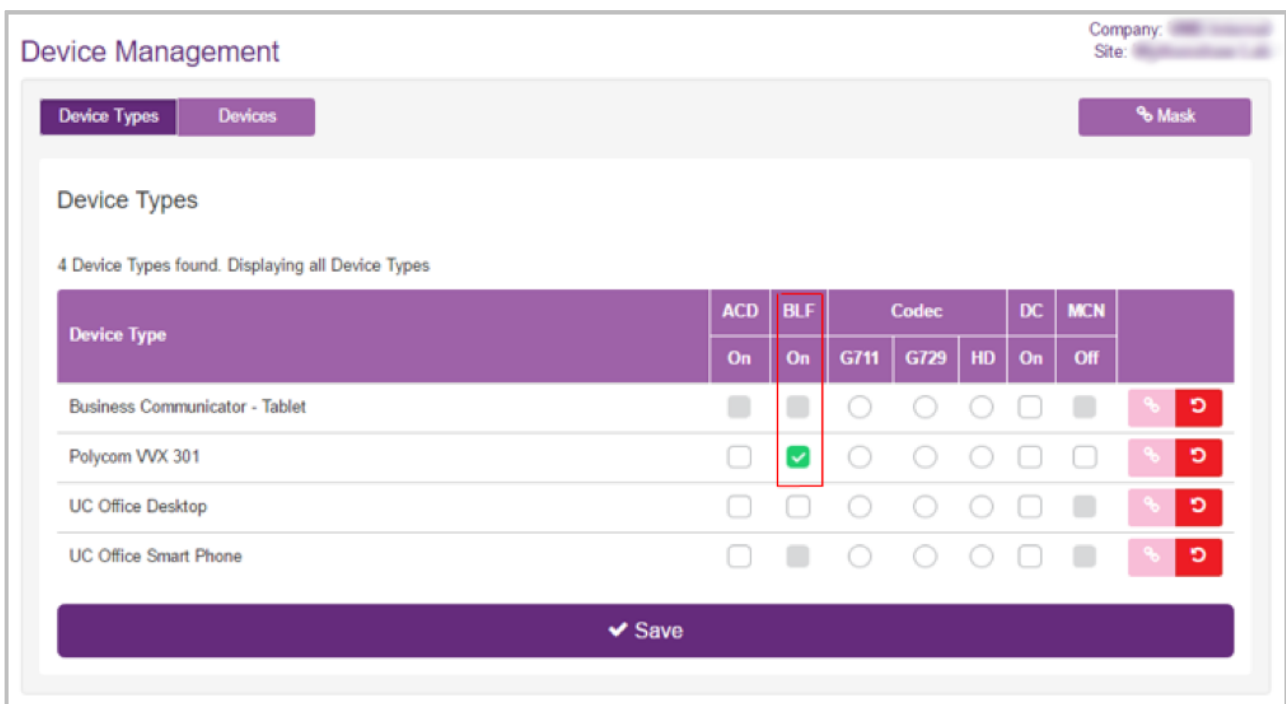 Company:
Device Management
Site:
Device Types Devices Mask
Device Types
4 Device Types found. Displaying all Device Types
Device Type ACD BLF Codec DC MCN
On On G711 G729 HD On Off
Business Communicator - Tablet
Polycom VVX 301
UC Office Desktop
UC Office Smart Phone
Save